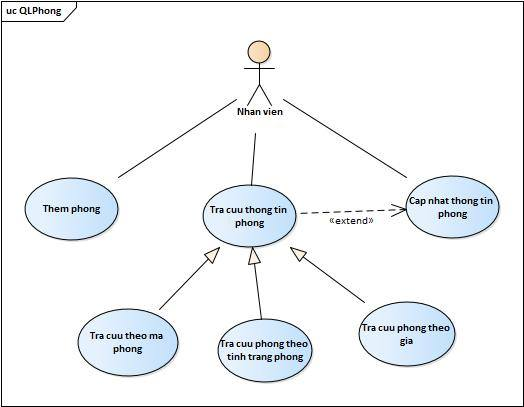 uc QLPhong
Nhan vien
Them phong
Tra cuu thong tin
phong
Cap nhat thong tin
phong
«extend»
Tra cuu theo ma
phong
Tra cuu phong theo
tinh trang phong
Tra cuu phong theo
gia